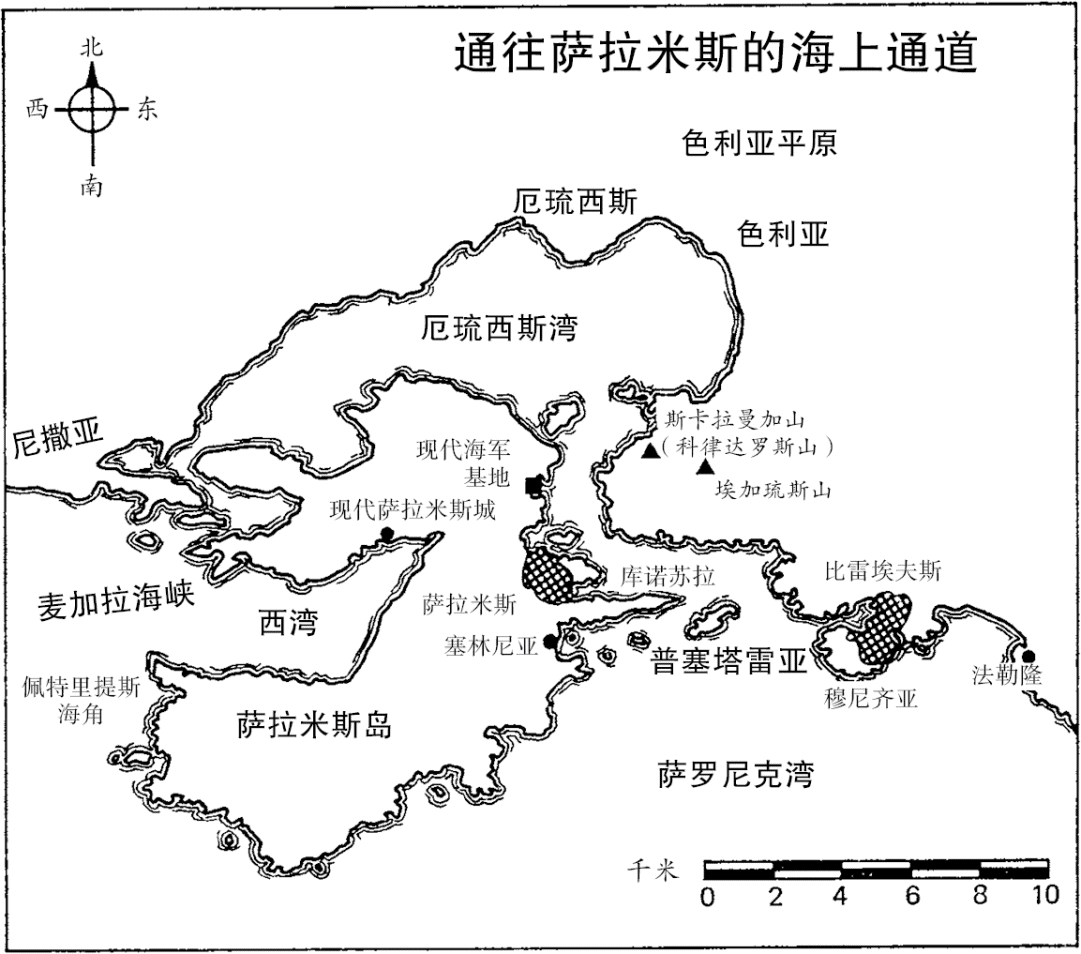 通往萨拉米斯的海上通道
北
西
东
南
色利亚平原
厄琉西斯
色利亚
厄琉西斯湾
尼撒亚
斯卡拉曼加山
（科律达罗斯山）
埃加琉斯山
现代海军
基地
现代萨拉米斯城
麦加拉海峡
西湾
萨拉米斯
库诺苏拉
比雷埃夫斯
塞林尼亚
普塞塔雷亚
佩特里提斯
海角
萨拉米斯岛
穆尼齐亚
法勒隆
萨罗尼克湾
千米
0 2 4 6 8 10